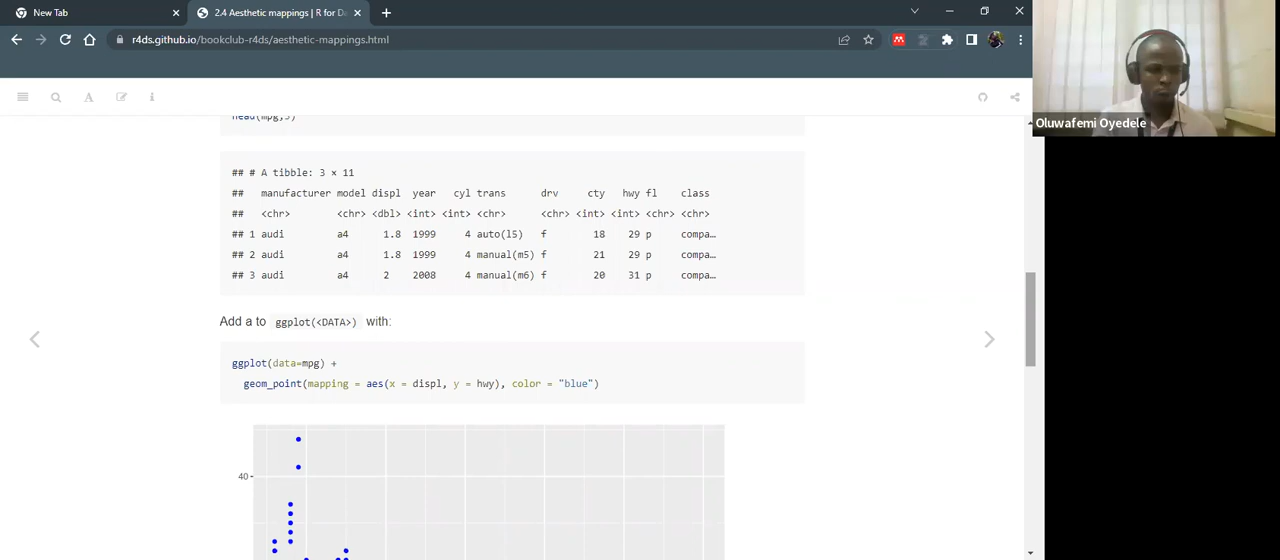 New Tab
2.4 Aesthetic mappings | R for Da
r4ds.github.io/bookclub-r4ds/aesthetic-mappings.html
Oluwafemi Oyedele
head(mpg,3)
## # A tibble: 3 × 11
##   manufacturer model displ  year   cyl trans      drv     cty   hwy fl    class
##   <chr>        <chr> <dbl> <int> <int> <chr>      <chr> <int> <int> <chr> <chr>
## 1 audi         a4      1.8  1999     4 auto(l5)   f        18    29 p     compa…
## 2 audi         a4      1.8  1999     4 manual(m5) f        21    29 p     compa…
## 3 audi         a4      2    2008     4 manual(m6) f        20    31 p     compa…
Add a to ggplot(<DATA>) with:
ggplot(data=mpg) +
  geom_point(mapping = aes(x = displ, y = hwy), color = "blue")
40